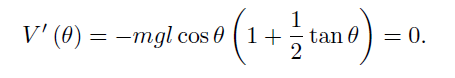 V′ (θ) = −mgl cos θ (1 + 1/2 tan θ) = 0.